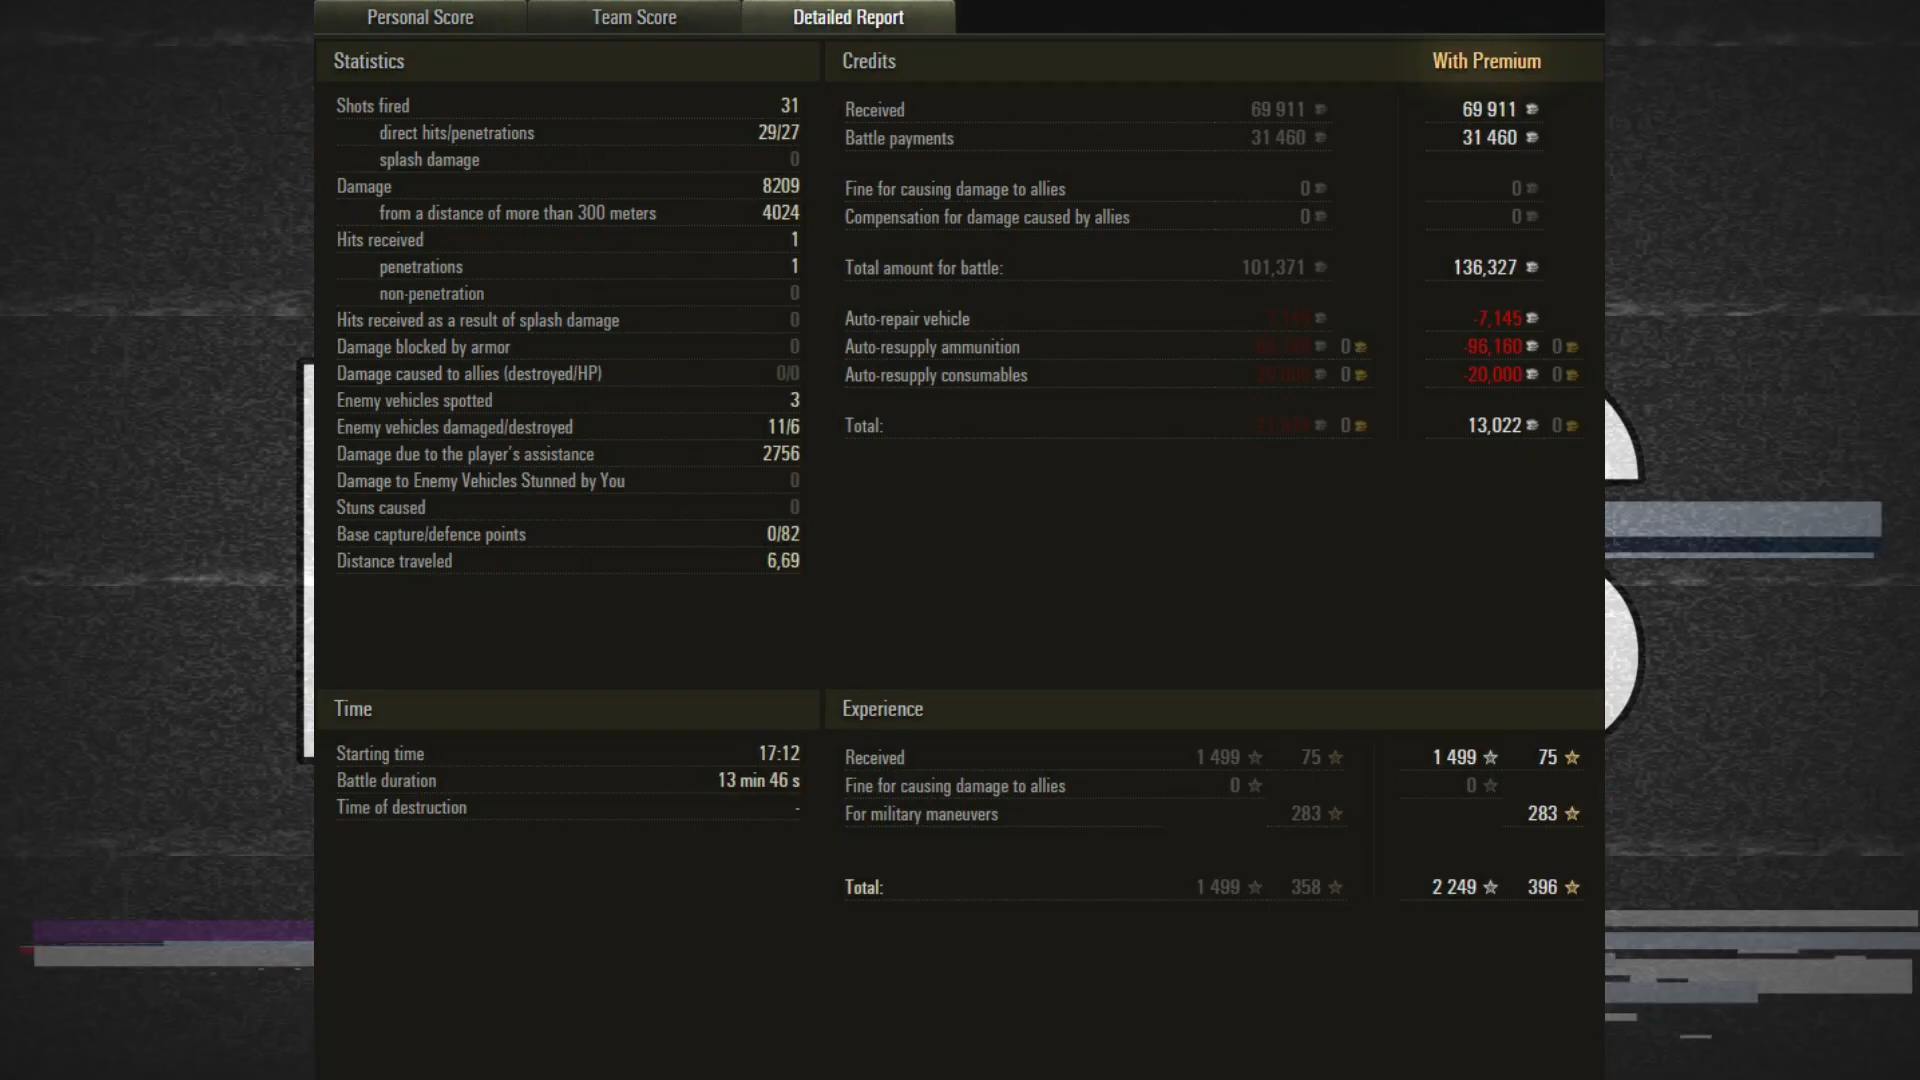 Personal Score Team Score Detailed Report
Statistics
Shots fired 31
direct hits/penetrations 29/27
splash damage 0
Damage 8209
from a distance of more than 300 meters 4024
Hits received 1
penetrations 1
non-penetration 0
Hits received as a result of splash damage 0
Damage blocked by armor 0
Damage caused to allies (destroyed/HP) 0/0
Enemy vehicles spotted 3
Enemy vehicles damaged/destroyed 11/6
Damage due to the player's assistance 2756
Damage to Enemy Vehicles Stunned by You 0
Stuns caused 0
Base capture/defence points 0/82
Distance traveled 6,69
Credits With Premium
Received 69 911 69 911
Battle payments 31 460 31 460
Fine for causing damage to allies 0 0
Compensation for damage caused by allies 0 0
Total amount for battle: 101,371 136,327
Auto-repair vehicle -7,145
Auto-resupply ammunition 0 -96,160 0
Auto-resupply consumables 0 -20,000 0
Total: 0 13,022 0
Time
Starting time 17:12
Battle duration 13 min 46 s
Time of destruction -
Experience
Received 1 499 75 1 499 75
Fine for causing damage to allies 0 0
For military maneuvers 283 283
Total: 1 499 358 2 249 396